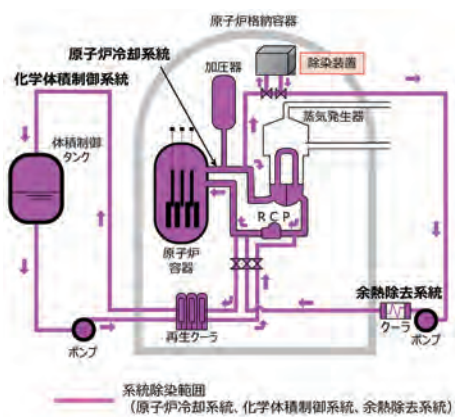 原子炉格納容器
原子炉冷却系統
加圧器
除染装置
化学体積制御系統
蒸気発生器
体積制御
タンク
RCP
原子炉
容器
余熱除去系統
再生クーラ
クーラ
ポンプ
ポンプ
系統除染範囲
(原子炉冷却系統、化学体積制御系統、余熱除去系統)